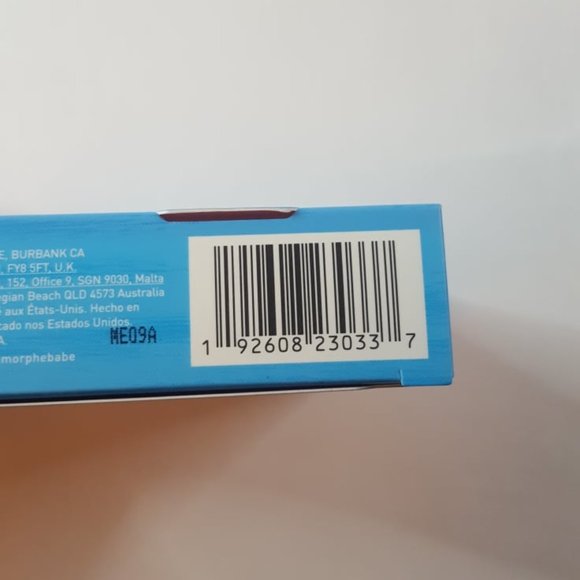 E, BURBANK CA
, FY8 5FT, U.K.
, 152, Office 9, SGN 9030, Malta
egian Beach QLD 4573 Australia
e aux États-Unis. Hecho en
cado nos Estados Unidos
A.
morphebabe
ME09A
1 92608 23033 7